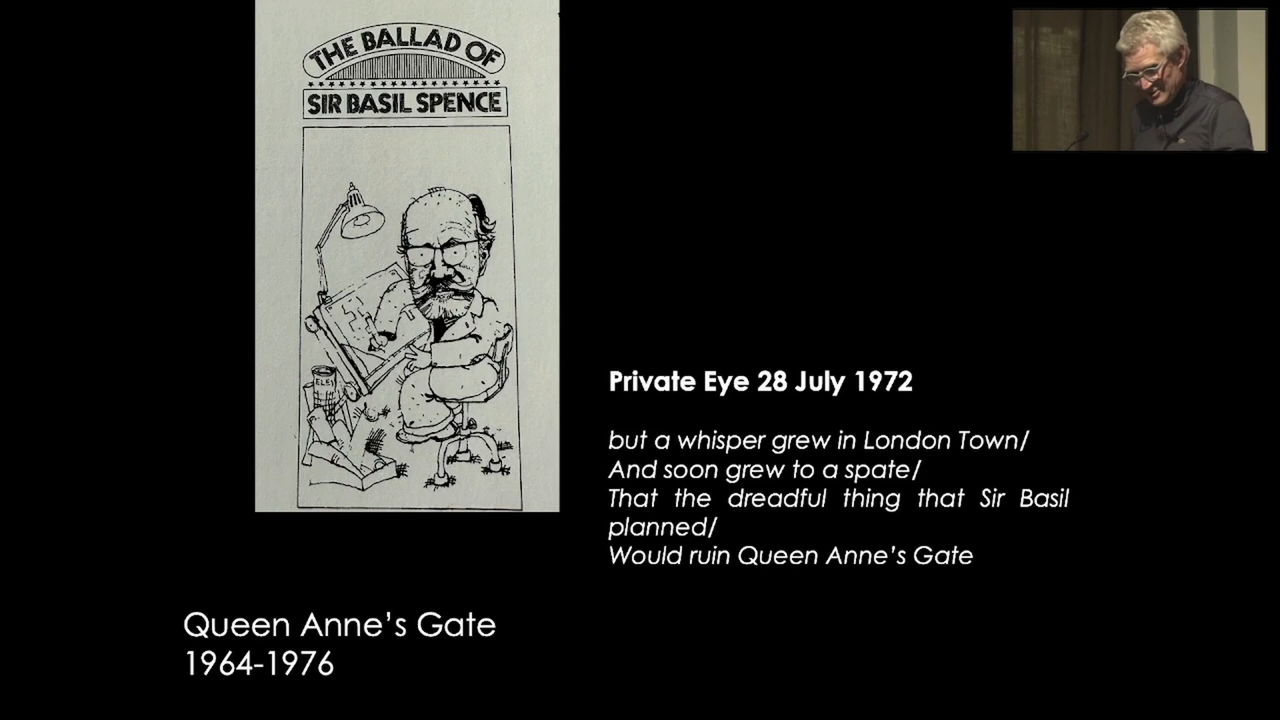 THE BALLAD OF
SIR BASIL SPENCE
Private Eye 28 July 1972
but a whisper grew in London Town/
And soon grew to a spate/
That the dreadful thing that Sir Basil
planned/
Would ruin Queen Anne’s Gate
Queen Anne’s Gate
1964-1976